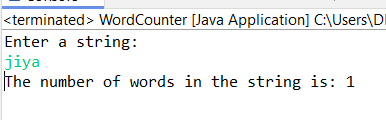 <terminated> WordCounter [Java Application] C:\Users\D
Enter a string:
jiya
The number of words in the string is: 1